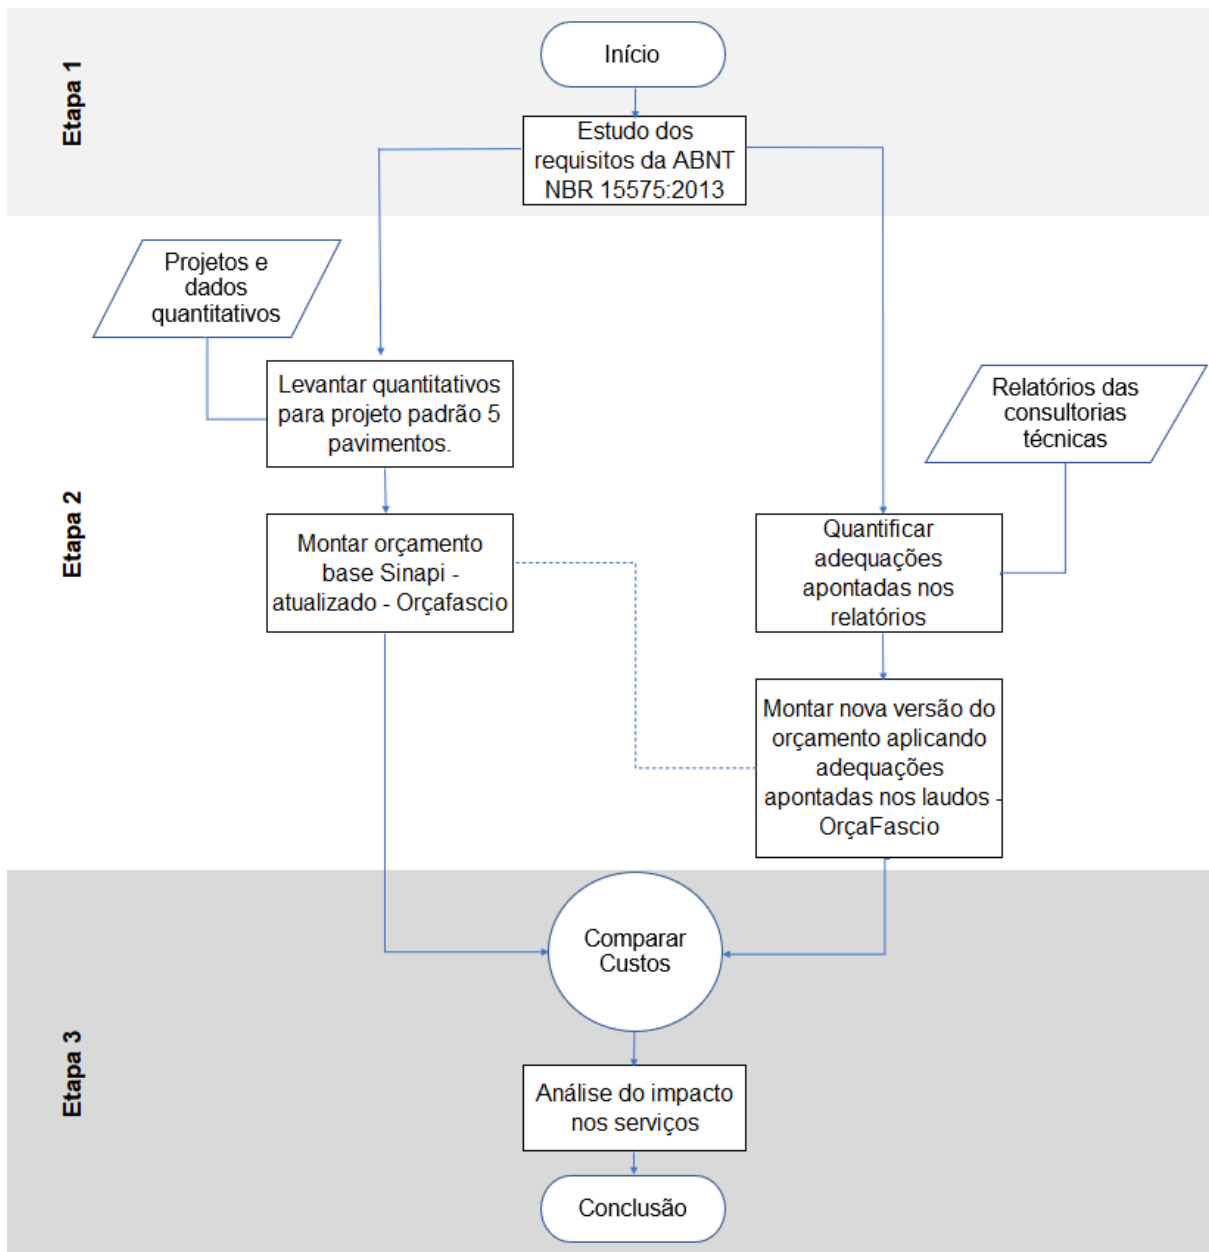 Etapa 1
Início
Estudo dos
requisitos da ABNT
NBR 15575:2013
Etapa 2
Projetos e
dados
quantitativos
Levantar quantitativos
para projeto padrão 5
pavimentos.
Relatórios das
consultorias
técnicas
Montar orçamento
base Sinapi -
atualizado - Orçafascio
Quantificar
adequações
apontadas nos
relatórios
Montar nova versão do
orçamento aplicando
adequações
apontadas nos laudos -
OrçaFascio
Etapa 3
Comparar
Custos
Análise do impacto
nos serviços
Conclusão